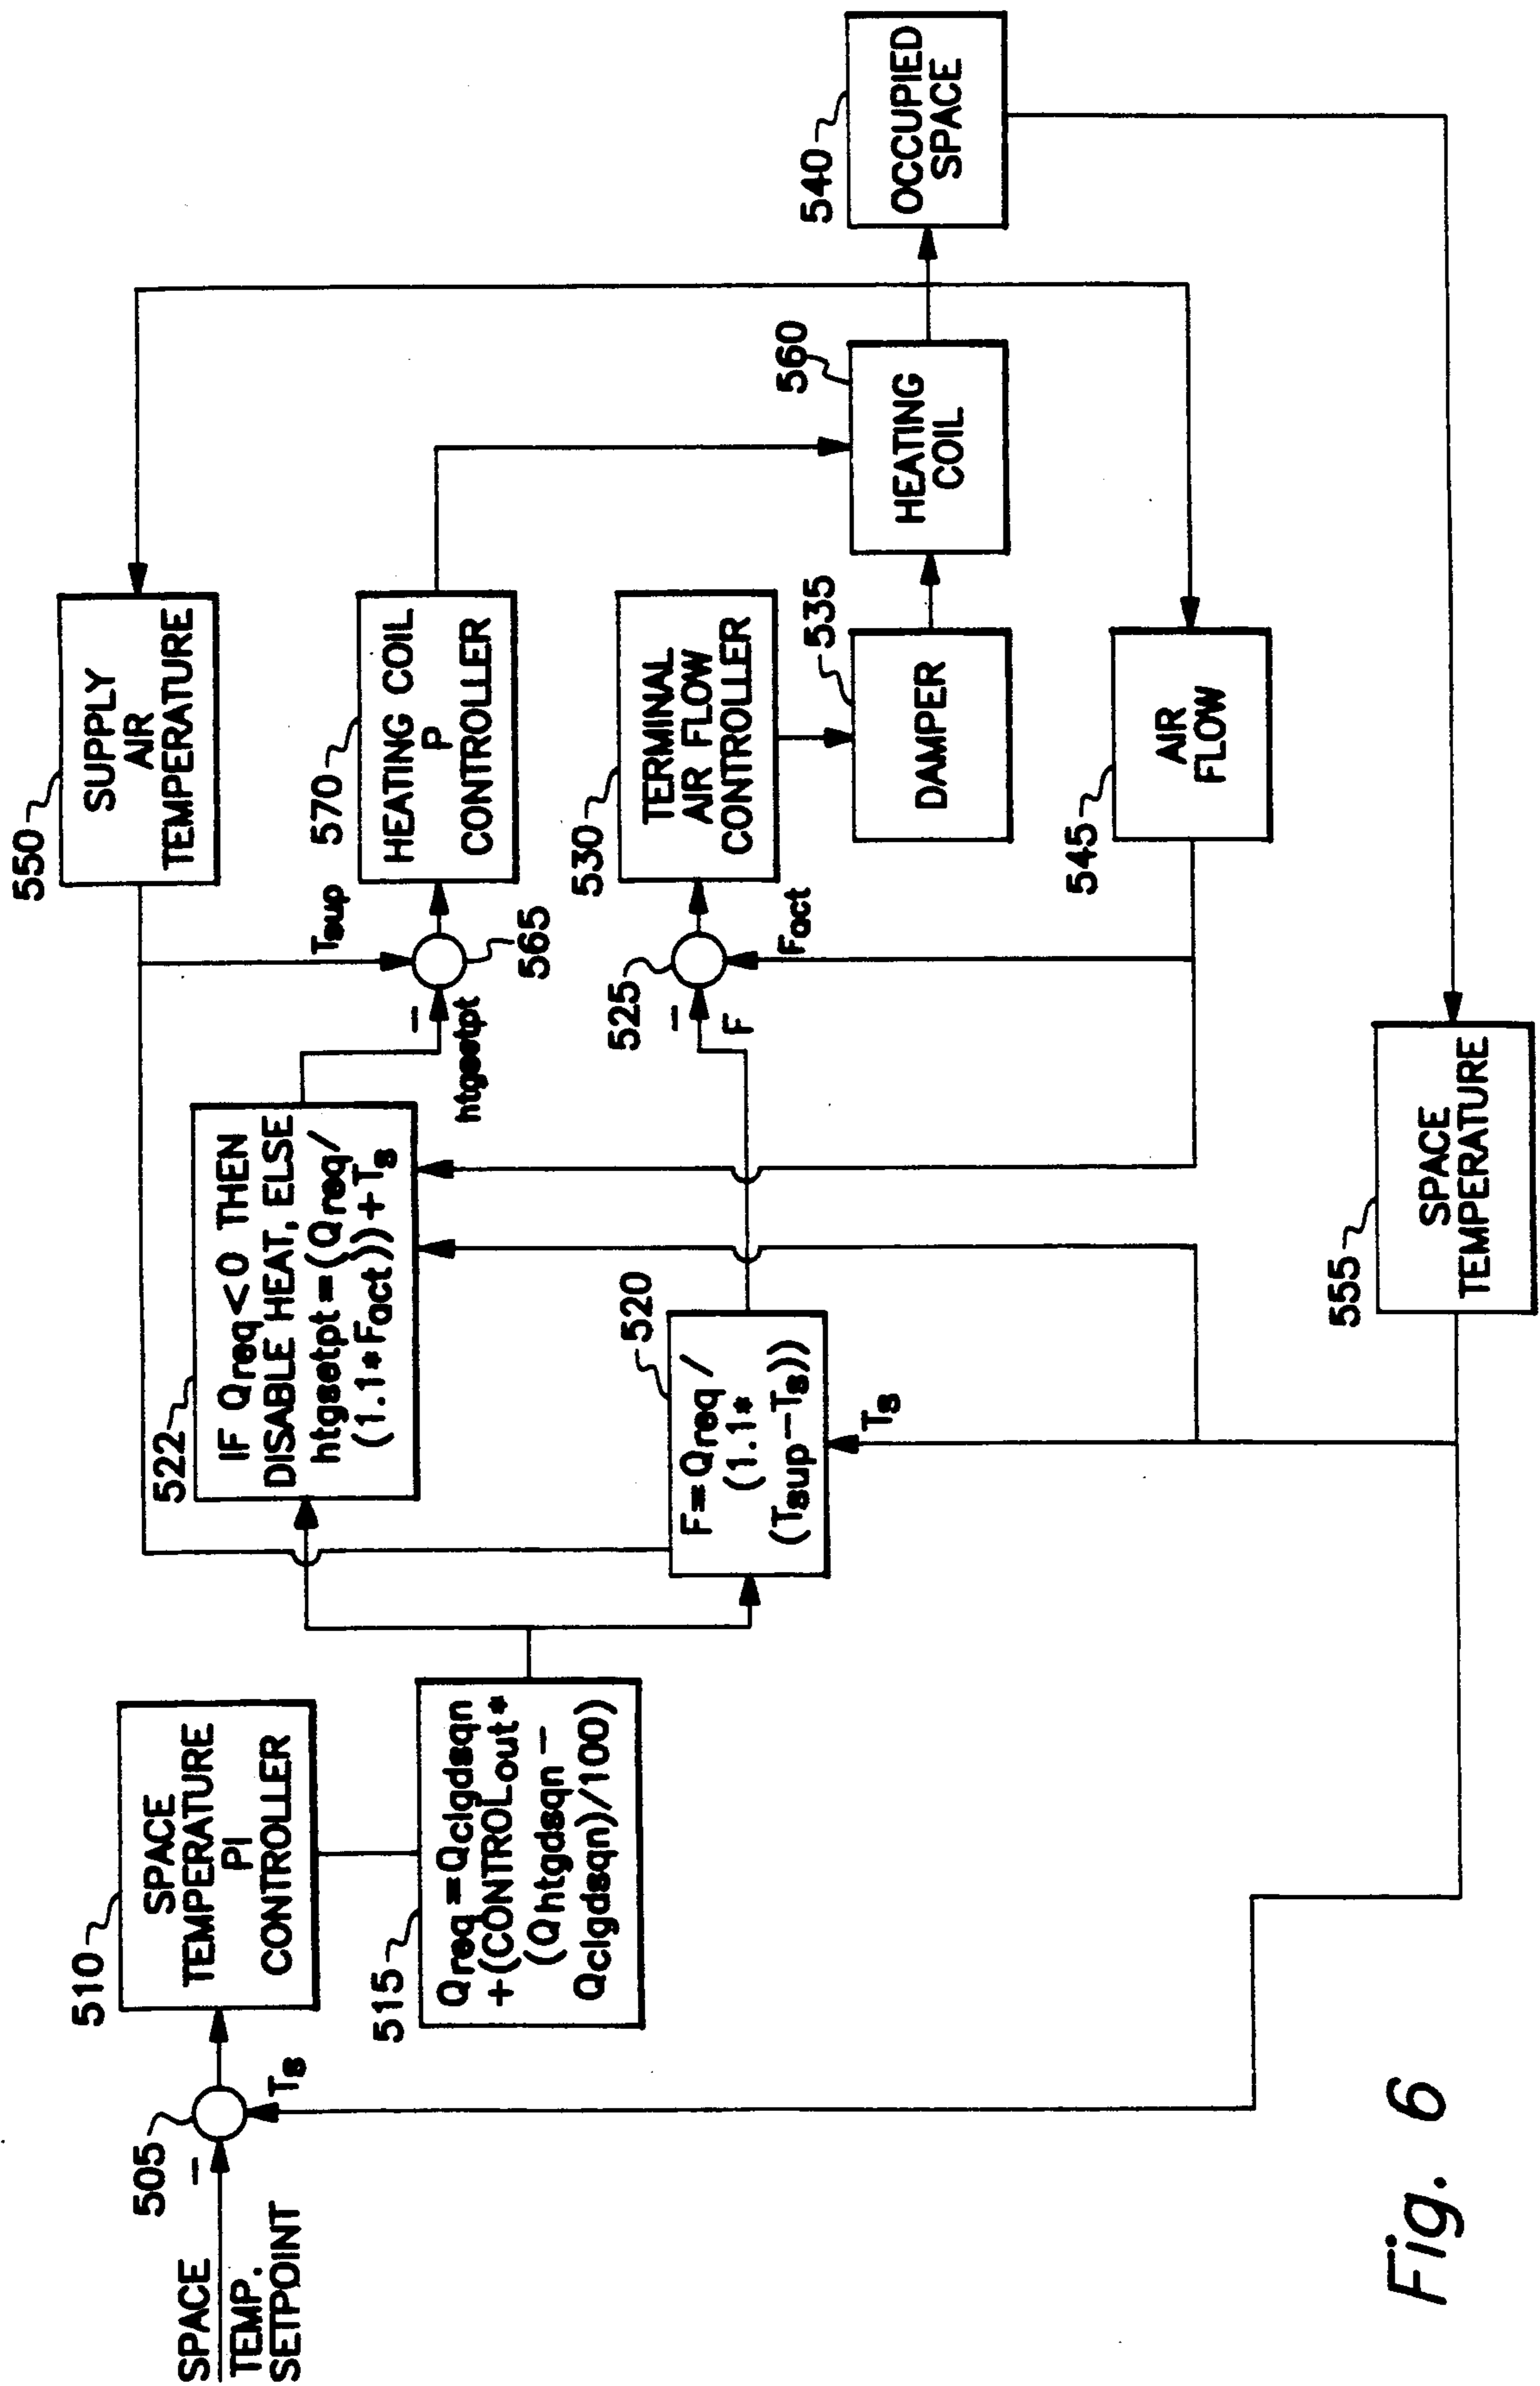 SPACE
TEMP.
SETPOINT
505
–
Ts
510
SPACE
TEMPERATURE
PI
CONTROLLER
515
Qreq=Qclgdsqn
+(CONTROLout*
(Qhtgdsqn–
Qclgdsqn)/100)
522
IF Qreq<0 THEN
DISABLE HEAT, ELSE
htgsetpt=(Qreq/
(1.1*Fact))+Ts
520
F=Qreq/
(1.1*
(Tsup–Ts))
Ts
–
htgsetpt
Tsup
565
525
–
F
Fact
550
SUPPLY
AIR
TEMPERATURE
570
HEATING COIL
P
CONTROLLER
530
TERMINAL
AIR FLOW
CONTROLLER
535
DAMPER
545
AIR
FLOW
560
HEATING
COIL
540
OCCUPIED
SPACE
555
SPACE
TEMPERATURE
Fig. 6